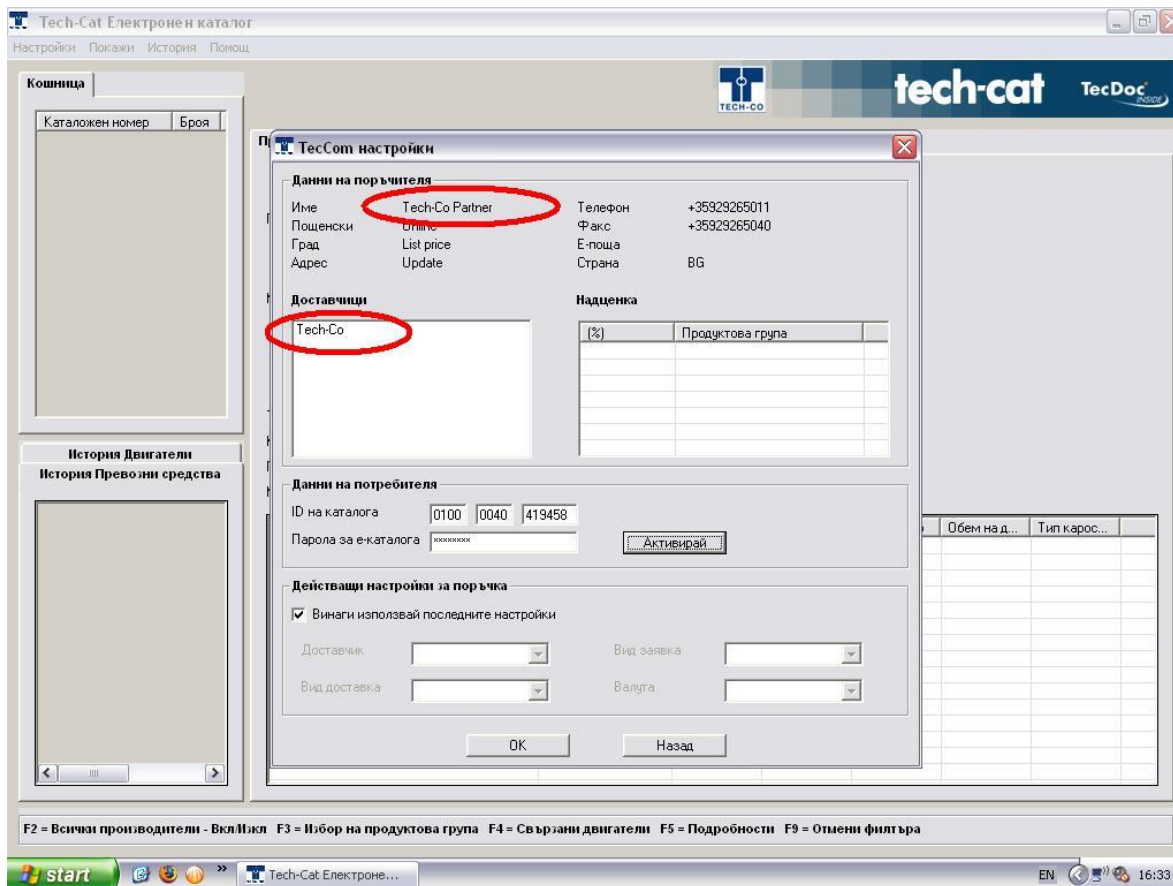 Tech-Cat Електронен каталог
Настройки Покажи История Помощ
Кошница
Каталожен номер Броя
TECH-CO
tech-cat
TecDoc
INSIDE
TecCom настройки
Данни на поръчителя
Име Tech-Co Partner Телефон +35929265011
Пощенски Online Факс +35929265040
Град List price Е-поща
Адрес Update Страна BG
Доставчици Надценка
Tech-Co
(%) Продуктова група
История Двигатели
История Превозни средства
Данни на потребителя
ID на каталога 0100 0040 419458
Парола за е-каталога ×××××××× Активирай
Обем на д... Тип карос...
Действащи настройки за поръчка
Винаги използвай последните настройки
Доставчик Вид заявка
Вид доставка Валута
OK Назад
F2 = Всички производители - Вкл/Изкл F3 = Избор на продуктова група F4 = Свързани двигатели F5 = Подробности F9 = Отмени филтъра
start Tech-Cat Електроне... EN 16:33